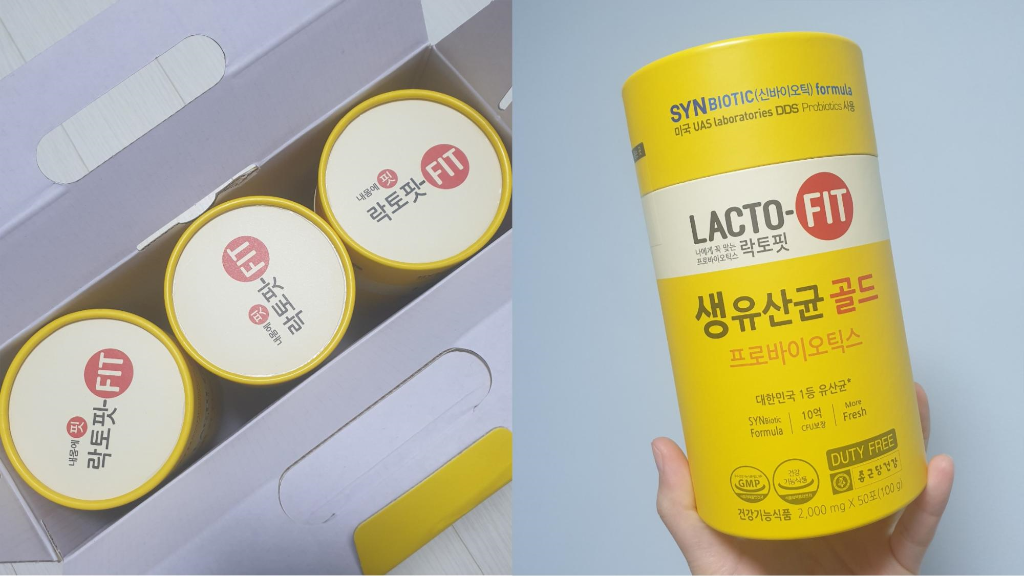 내몸에 핏
락토핏-FIT
내몸에 핏
락토핏-FIT
내몸에 핏
락토핏-FIT
SYNBIOTIC(신바이오틱) formula
미국 UAS laboratories DDS Probiotics 사용
LACTO-FIT
나에게 꼭 맞는
프로바이오틱스 락토핏
생유산균 골드
프로바이오틱스
대한민국 1등 유산균*
SYNBiotic Formula
10억 CFU보장
More Fresh
DUTY FREE
GMP
건강기능식품
종근당건강
건강기능식품 2,000 mg X 50포(100 g)